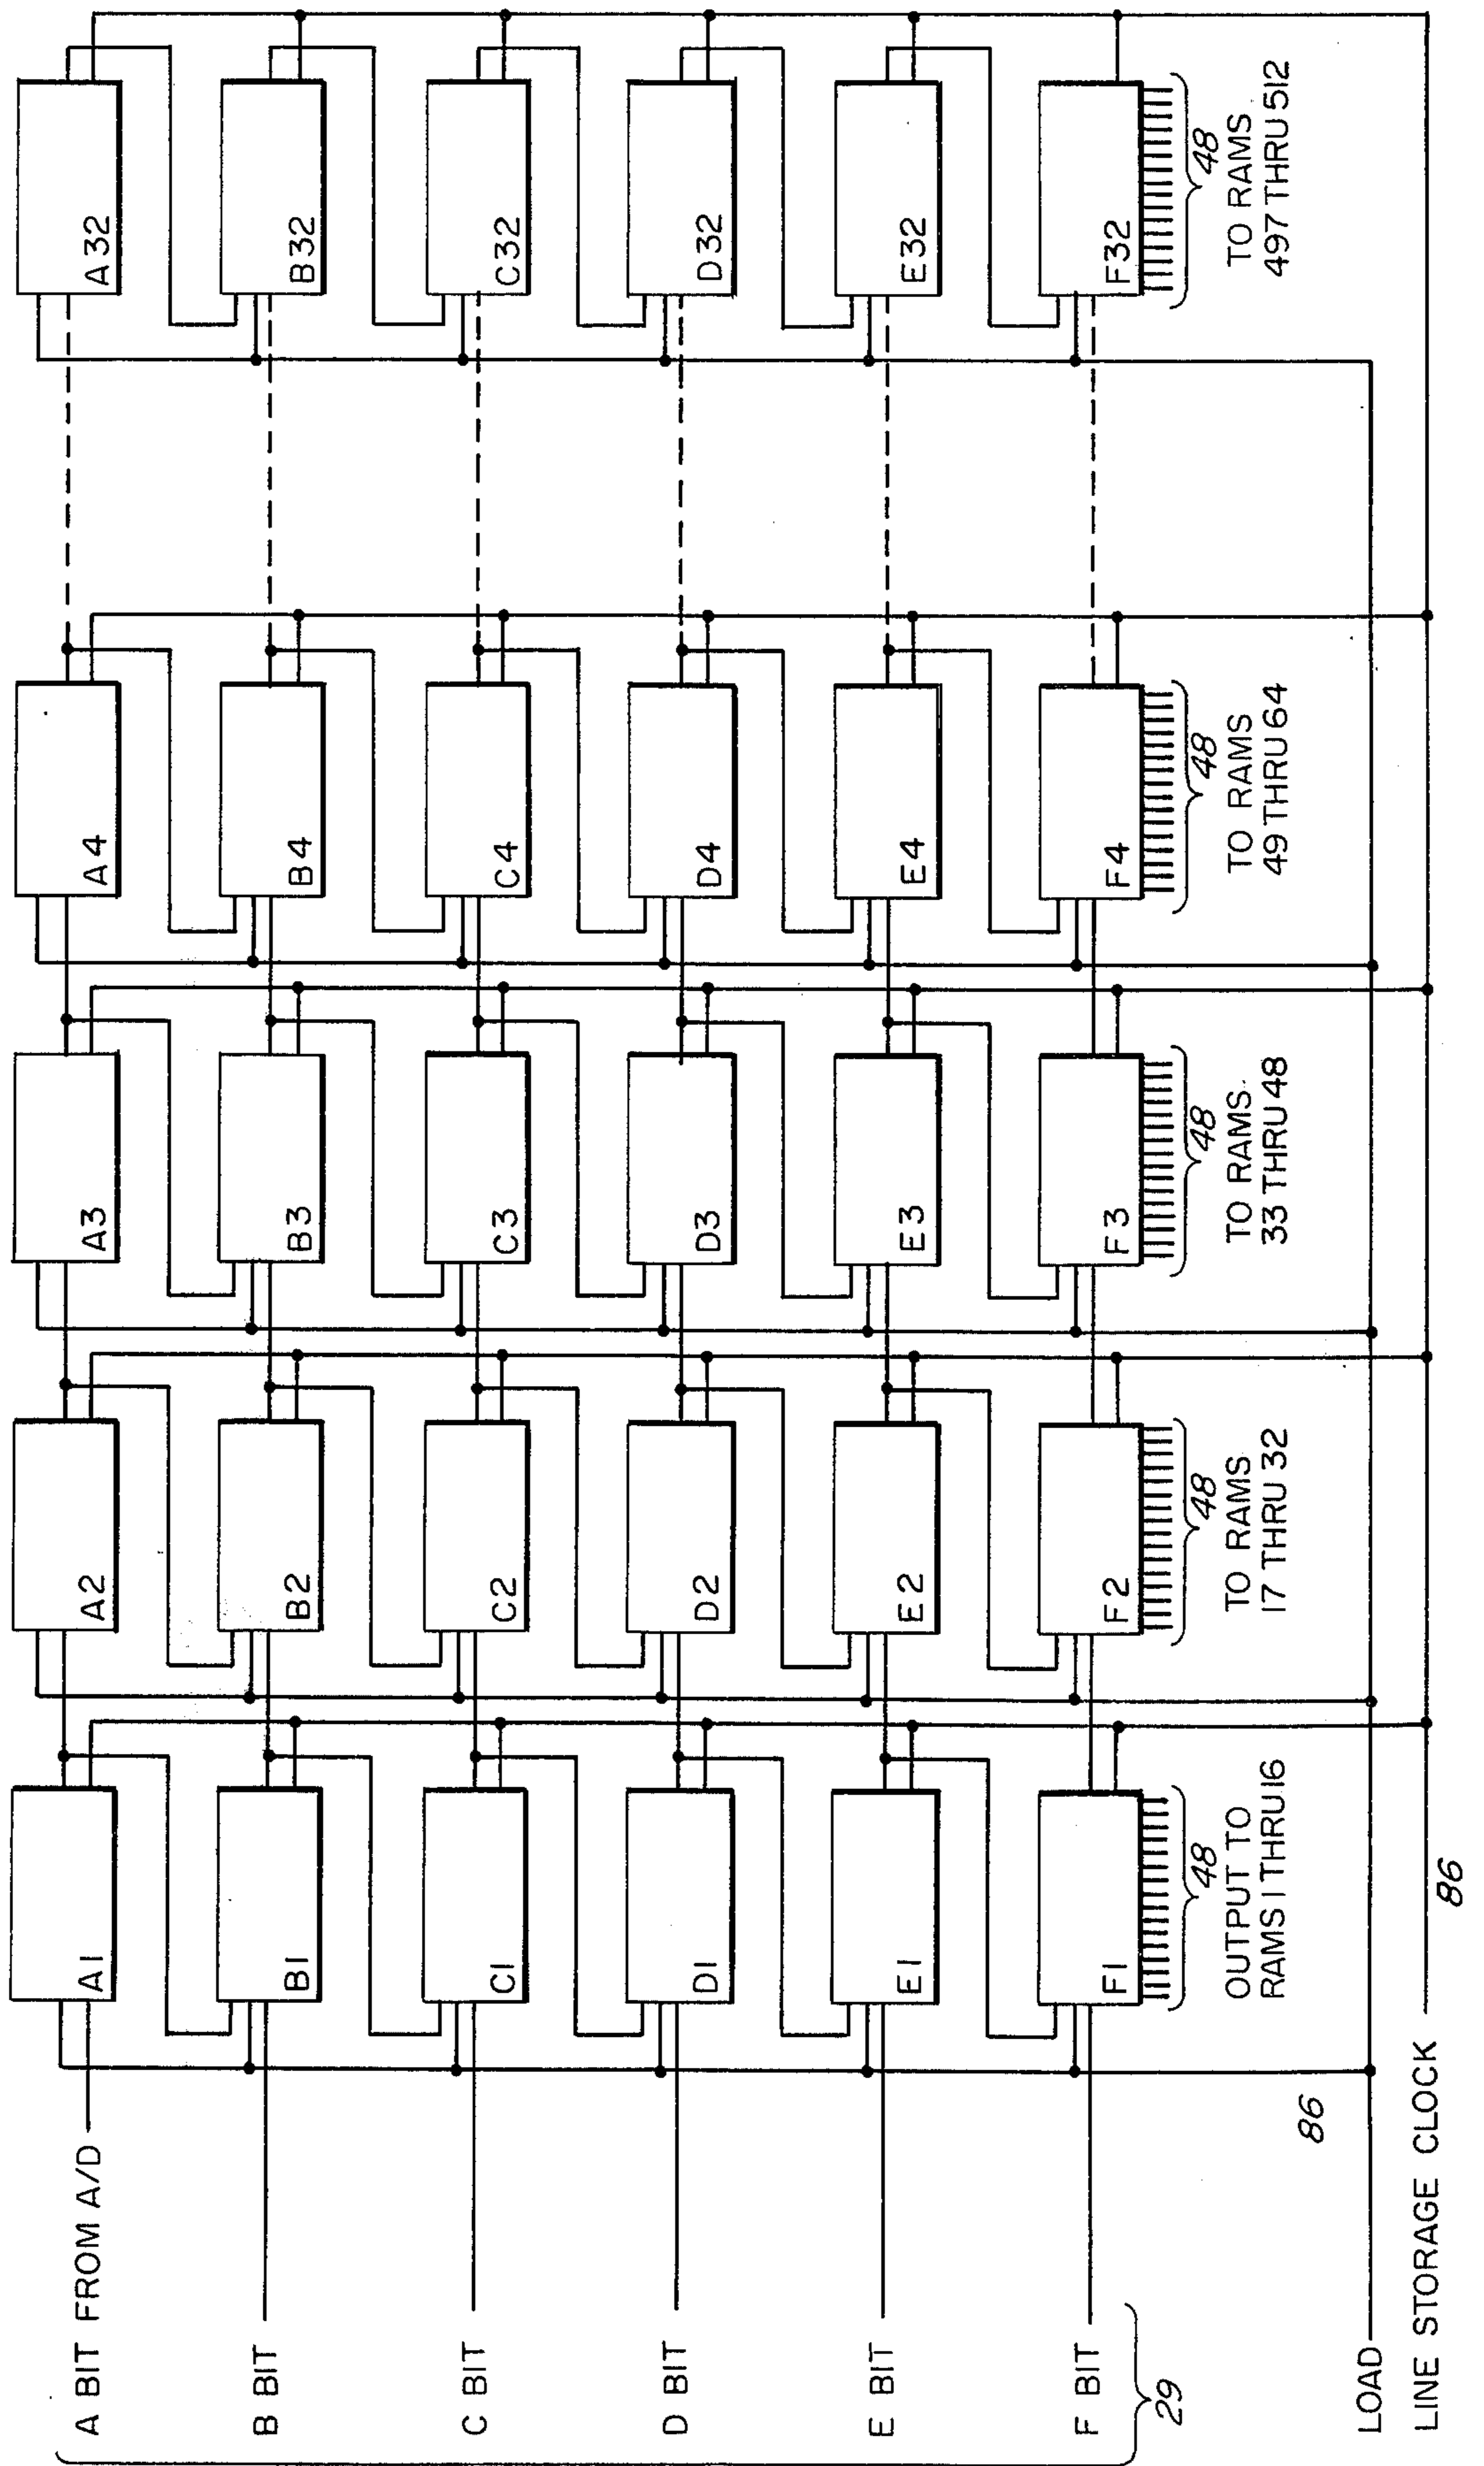 A BIT FROM A/D
A1
A2
A3
A4
A32
B BIT
B1
B2
B3
B4
B32
C BIT
C1
C2
C3
C4
C32
D BIT
D1
D2
D3
D4
D32
E BIT
E1
E2
E3
E4
E32
F BIT
F1
F2
F3
F4
F32
29
48
OUTPUT TO
RAMS 1 THRU 16
48
TO RAMS
17 THRU 32
48
TO RAMS
33 THRU 48
48
TO RAMS
49 THRU 64
48
TO RAMS
497 THRU 512
86
LOAD
LINE STORAGE CLOCK
86